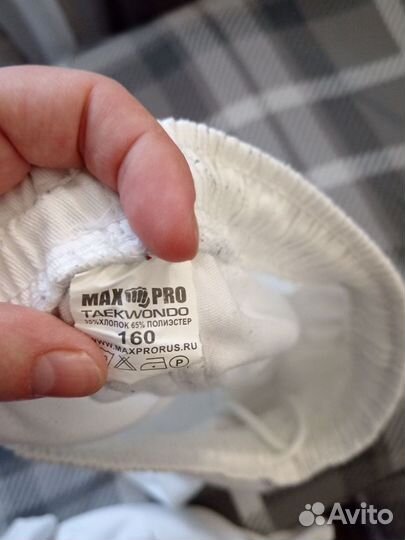 MAX PRO
TAEKWONDO
35%ХЛОПОК 65% ПОЛИЭСТЕР
160
WWW.MAXPRORUS.RU
Avito